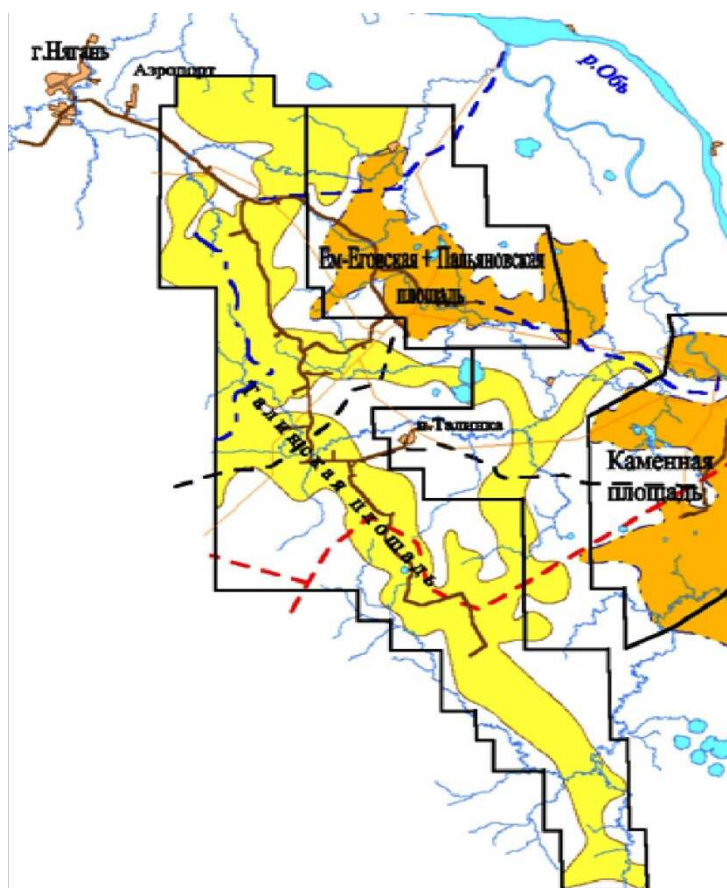 г.Нягань
Аэропорт
р.Обь
Ем-Еговская + Пальяновская
площадь
п.Талинка
Каменная
площадь
Талинская площадь